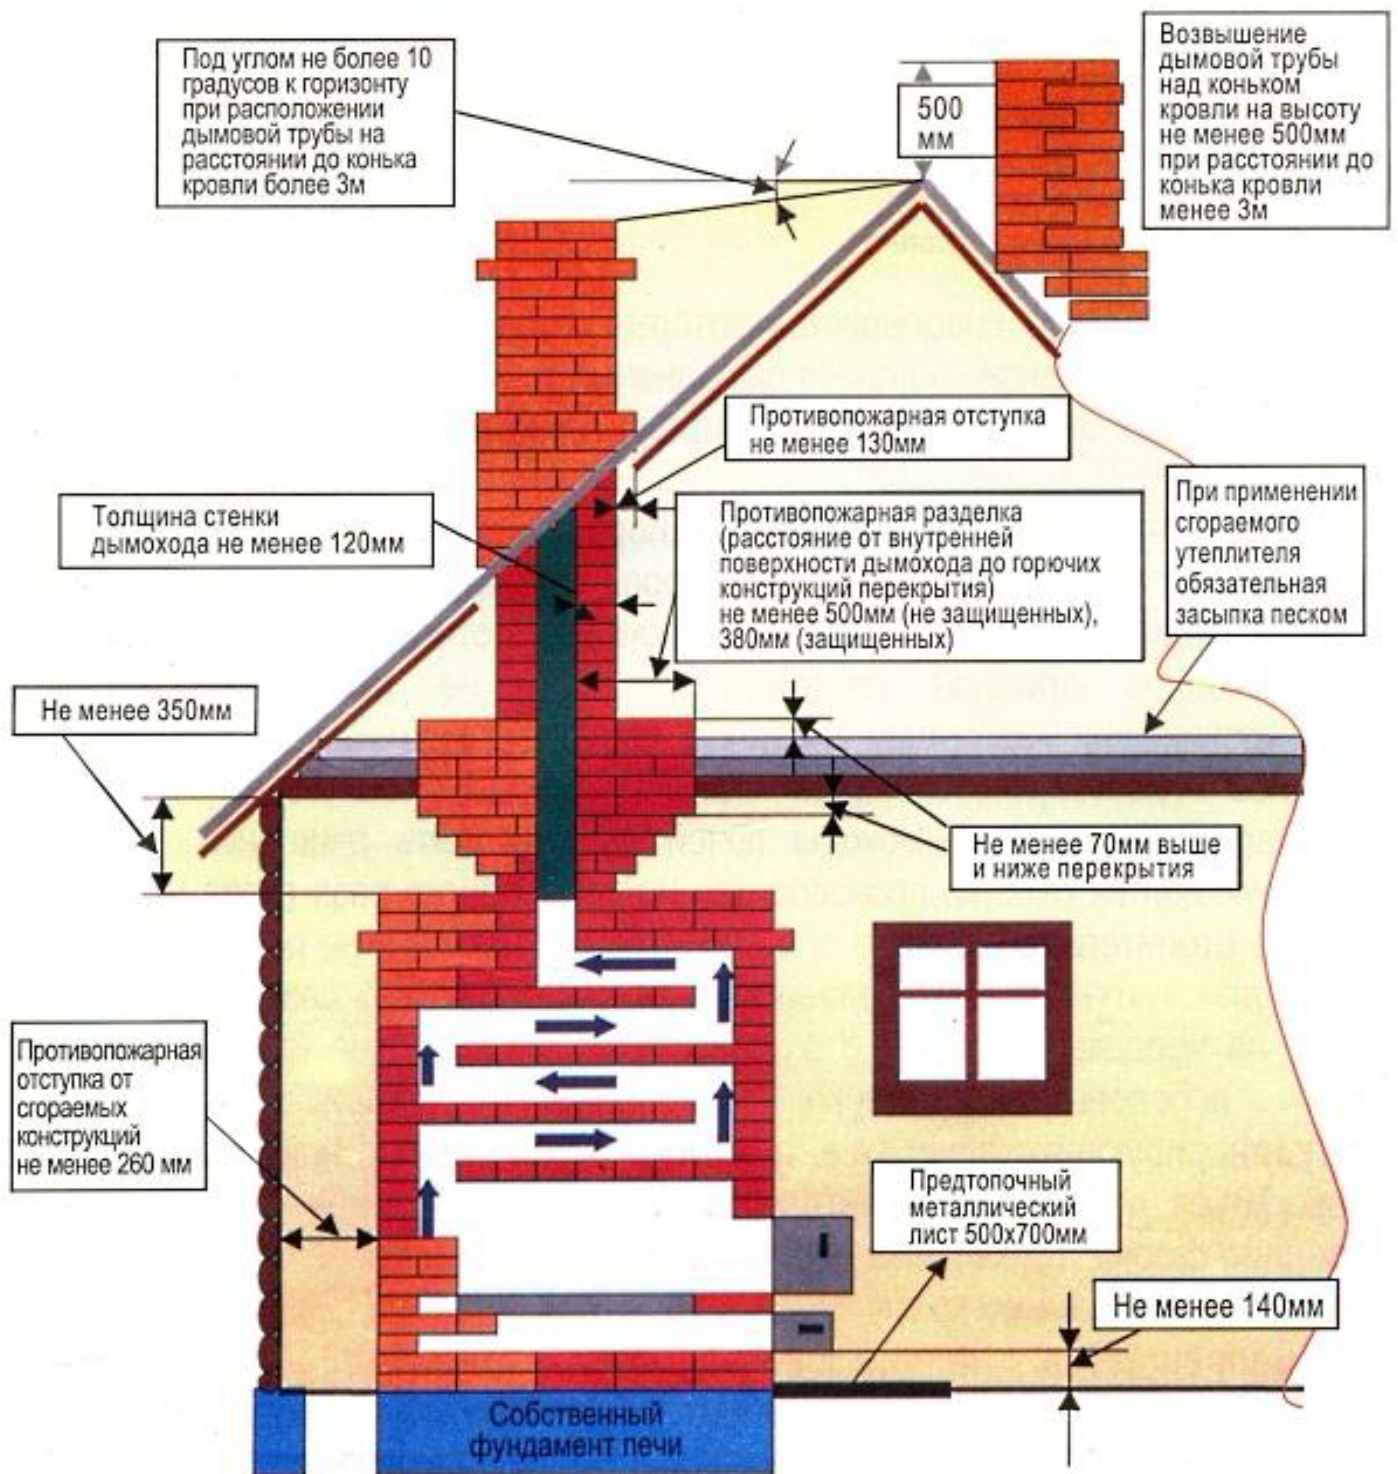 Под углом не более 10
градусов к горизонту
при расположении
дымовой трубы на
расстоянии до конька
кровли более 3м
500
мм
Возвышение
дымовой трубы
над коньком
кровли на высоту
не менее 500мм
при расстоянии до
конька кровли
менее 3м
Противопожарная отступка
не менее 130мм
Толщина стенки
дымохода не менее 120мм
Противопожарная разделка
(расстояние от внутренней
поверхности дымохода до горючих
конструкций перекрытия)
не менее 500мм (не защищенных),
380мм (защищенных)
При применении
сгораемого
утеплителя
обязательная
засыпка песком
Не менее 350мм
Не менее 70мм выше
и ниже перекрытия
Противопожарная
отступка от
сгораемых
конструкций
не менее 260 мм
Предтопочный
металлический
лист 500х700мм
Не менее 140мм
Собственный
фундамент печи